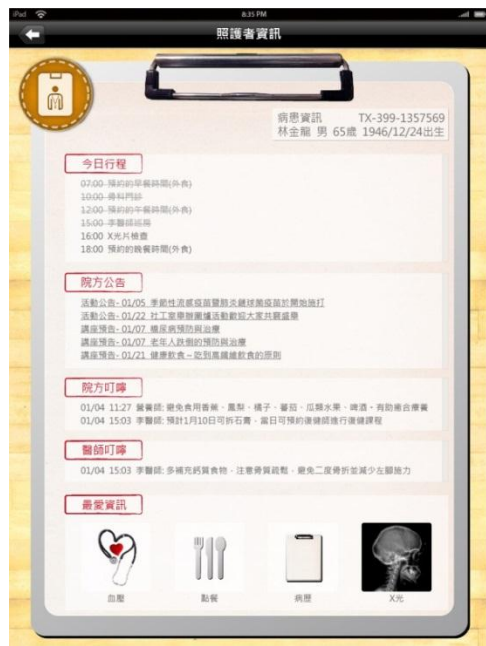 iPad
8:35 PM
照護者資訊
病患資訊 TX-399-1357569
林金龍 男 65歲 1946/12/24出生
今日行程
07:00 預約的早餐時間(外食)
10:00 骨科門診
12:00 預約的午餐時間(外食)
15:00 李醫師巡房
16:00 X光片檢查
18:00 預約的晚餐時間(外食)
院方公告
活動公告- 01/05 季節性流感疫苗暨肺炎鏈球菌疫苗於開始施打
活動公告- 01/22 社工室舉辦圍爐活動歡迎大家共襄盛舉
講座預告- 01/07 糖尿病預防與治療
講座預告- 01/07 老年人跌倒的預防與治療
講座預告- 01/21 健康飲食–吃到高纖維飲食的原則
院方叮嚀
01/04 11:27 營養師: 避免食用香蕉、鳳梨、橘子、蕃茄、瓜類水果、啤酒，有助癒合療養
01/04 15:03 李醫師: 預計1月10日可拆石膏，當日可預約復健師進行復健課程
醫師叮嚀
01/04 15:03 李醫師: 多補充鈣質食物、注意骨質疏鬆，避免二度骨折並減少左腳施力
最愛資訊
血壓 點餐 病歷 X光